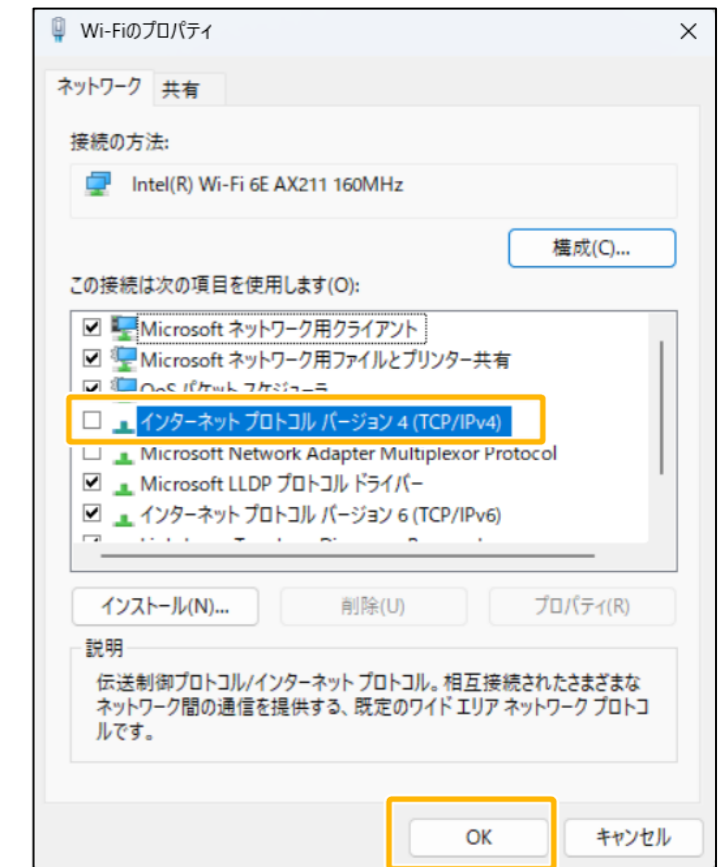 Wi-Fiのプロパティ
ネットワーク 共有
接続の方法:
Intel(R) Wi-Fi 6E AX211 160MHz
構成(C)...
この接続は次の項目を使用します(O):
Microsoft ネットワーク用クライアント
Microsoft ネットワーク用ファイルとプリンター共有
QoS パケット スケジューラ
インターネット プロトコル バージョン 4 (TCP/IPv4)
Microsoft Network Adapter Multiplexor Protocol
Microsoft LLDP プロトコル ドライバー
インターネット プロトコル バージョン 6 (TCP/IPv6)
インストール(N)... 削除(U) プロパティ(R)
説明
伝送制御プロトコル/インターネット プロトコル。相互接続されたさまざまな
ネットワーク間の通信を提供する、既定のワイド エリア ネットワーク プロトコ
ルです。
OK キャンセル